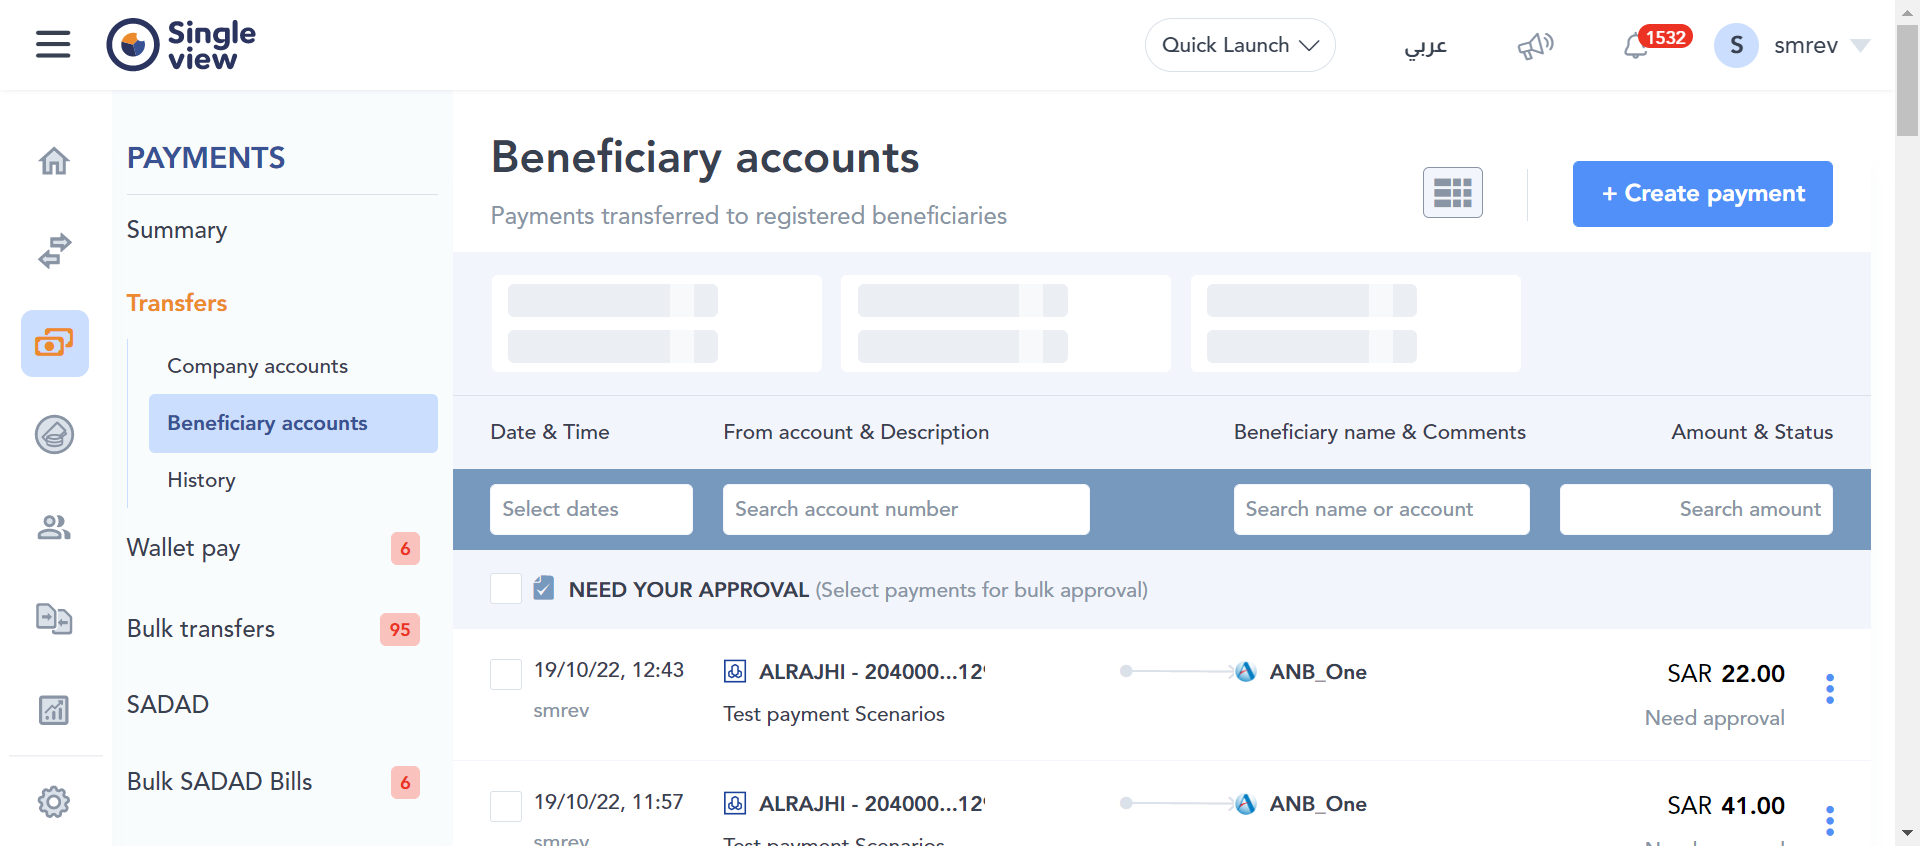 Single view
Quick Launch
عربي
1532
S
smrev
PAYMENTS
Summary
Transfers
Company accounts
Beneficiary accounts
History
Wallet pay 6
Bulk transfers 95
SADAD
Bulk SADAD Bills 6
Beneficiary accounts
Payments transferred to registered beneficiaries
+ Create payment
Date & Time From account & Description Beneficiary name & Comments Amount & Status
Select dates Search account number Search name or account Search amount
NEED YOUR APPROVAL (Select payments for bulk approval)
19/10/22, 12:43 ALRAJHI - 204000...129 ANB_One SAR 22.00
smrev Test payment Scenarios Need approval
19/10/22, 11:57 ALRAJHI - 204000...129 ANB_One SAR 41.00
smrev Test payment Scenarios Need approval